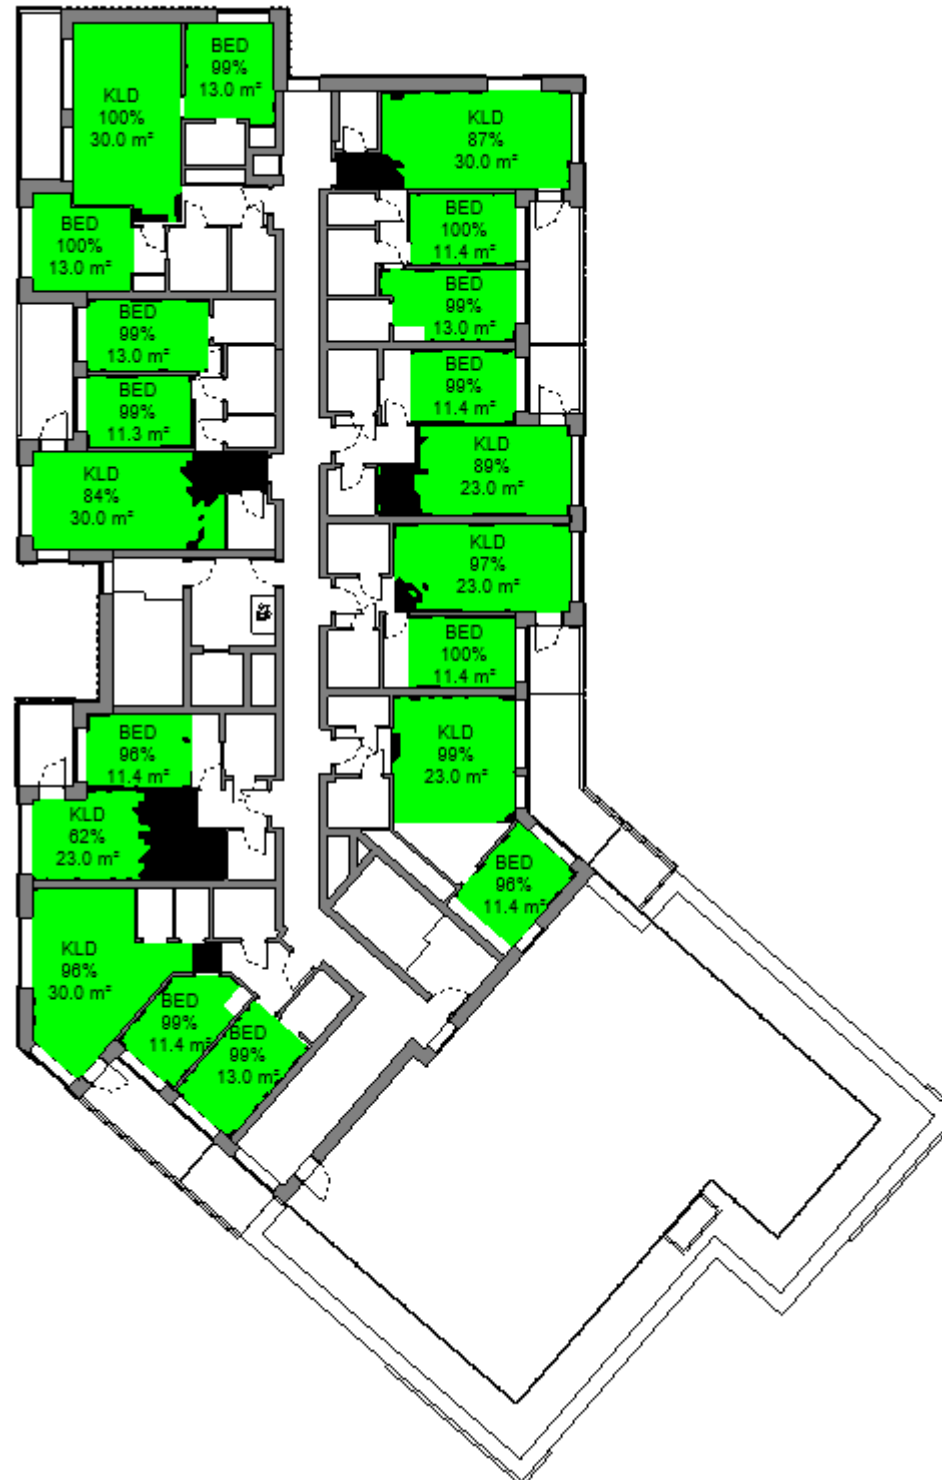 BED
99%
13.0 m²
KLD
100%
30.0 m²
KLD
87%
30.0 m²
BED
100%
13.0 m²
BED
100%
11.4 m²
BED
99%
13.0 m²
BED
99%
13.0 m²
BED
99%
11.3 m²
BED
99%
11.4 m²
KLD
84%
30.0 m²
KLD
89%
23.0 m²
KLD
97%
23.0 m²
BED
100%
11.4 m²
BED
96%
11.4 m²
KLD
99%
23.0 m²
KLD
62%
23.0 m²
BED
96%
11.4 m²
KLD
96%
30.0 m²
BED
99%
11.4 m²
BED
99%
13.0 m²